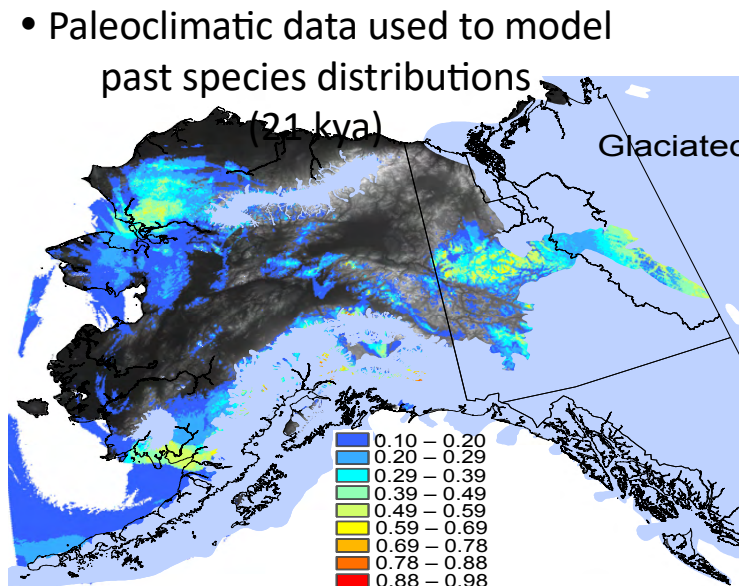 • Paleoclimatic data used to model
past species distributions
(21 kya)
Glaciated
0.10 – 0.20
0.20 – 0.29
0.29 – 0.39
0.39 – 0.49
0.49 – 0.59
0.59 – 0.69
0.69 – 0.78
0.78 – 0.88
0.88 – 0.98